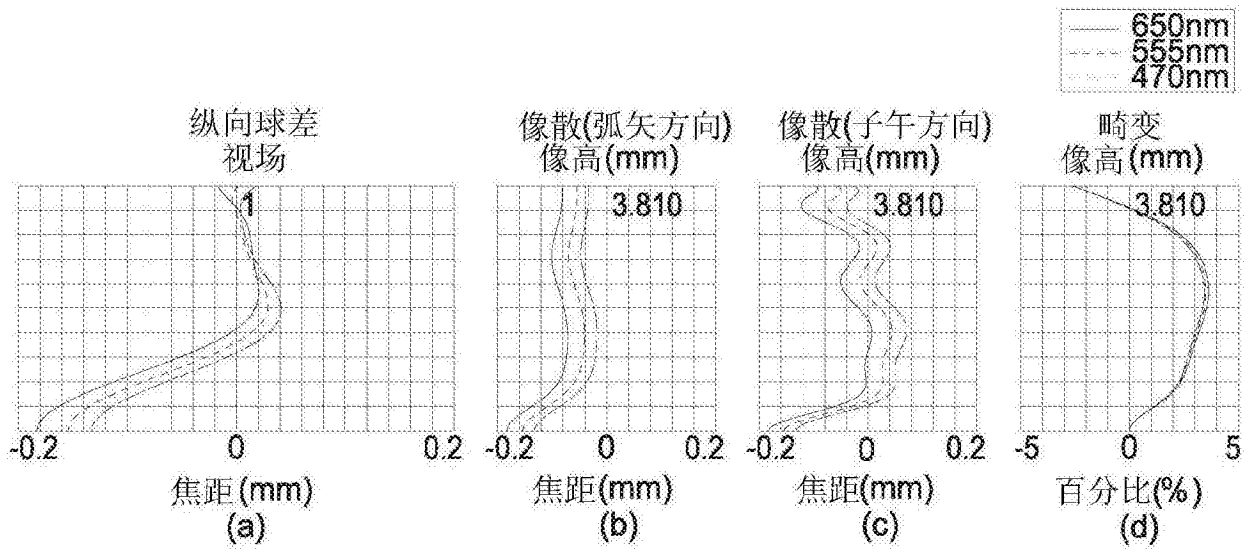 650nm
555nm
470nm
纵向球差
视场
1
-0.2
0
0.2
焦距(mm)
(a)
像散(弧矢方向)
像高(mm)
3.810
-0.2
0
0.2
焦距(mm)
(b)
像散(子午方向)
像高(mm)
3.810
-0.2
0
0.2
焦距(mm)
(c)
畸变
像高(mm)
3.810
-5
0
5
百分比(%)
(d)